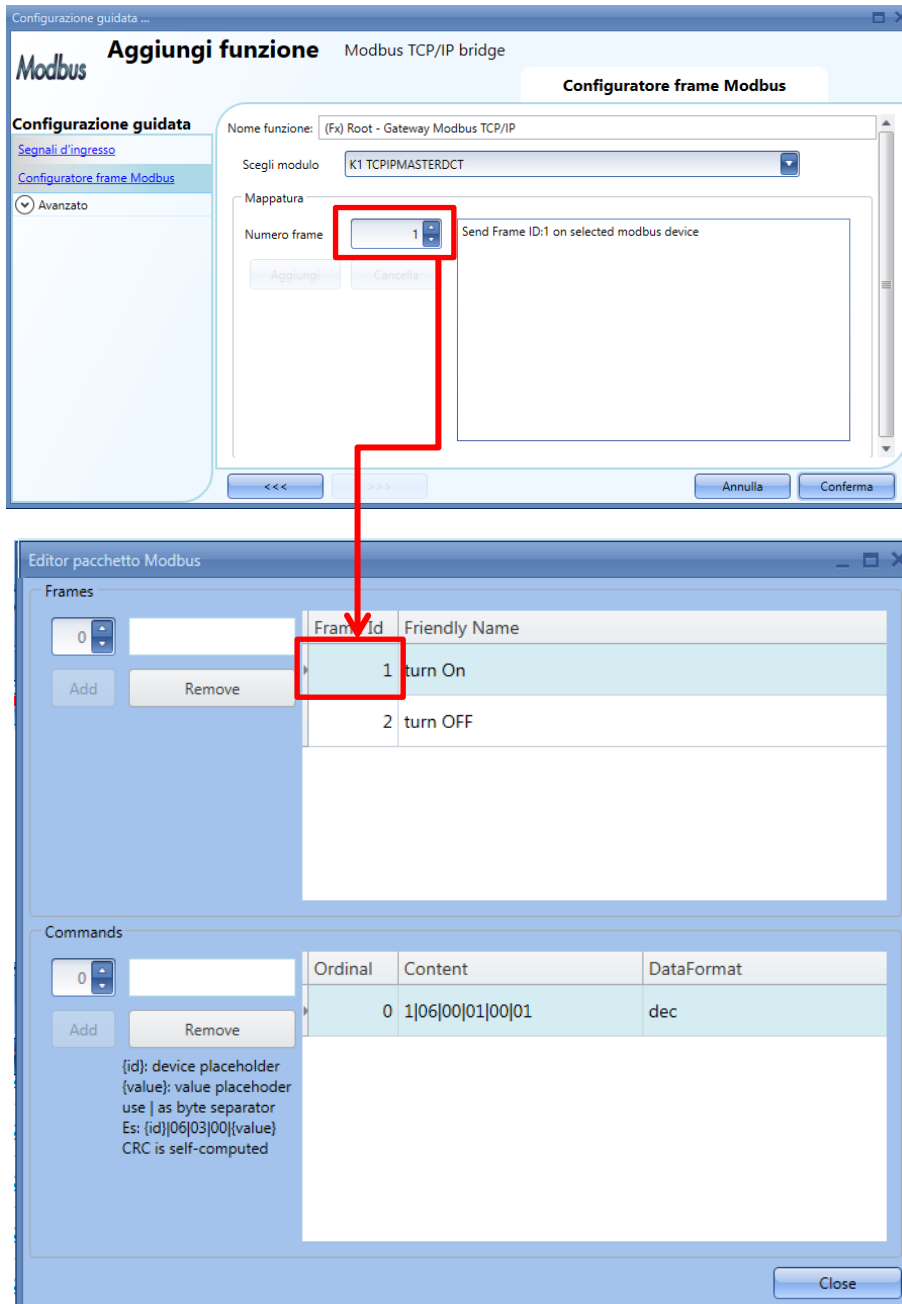 Configurazione guidata ...
Modbus
Aggiungi funzione
Modbus TCP/IP bridge
Configuratore frame Modbus
Configurazione guidata
Segnali d'ingresso
Configuratore frame Modbus
Avanzato
Nome funzione: (Fx) Root - Gateway Modbus TCP/IP
Scegli modulo K1 TCPIPMASTERDCT
Mappatura
Numero frame 1
Send Frame ID:1 on selected modbus device
Aggiungi Cancella
<<< >>> Annulla Conferma
Editor pacchetto Modbus
Frames
0
Add Remove
Frame Id Friendly Name
1 turn On
2 turn OFF
Commands
0
Add Remove
{id}: device placeholder
{value}: value placehoder
use | as byte separator
Es: {id}|06|03|00|{value}
CRC is self-computed
Ordinal Content DataFormat
0 1|06|00|01|00|01 dec
Close